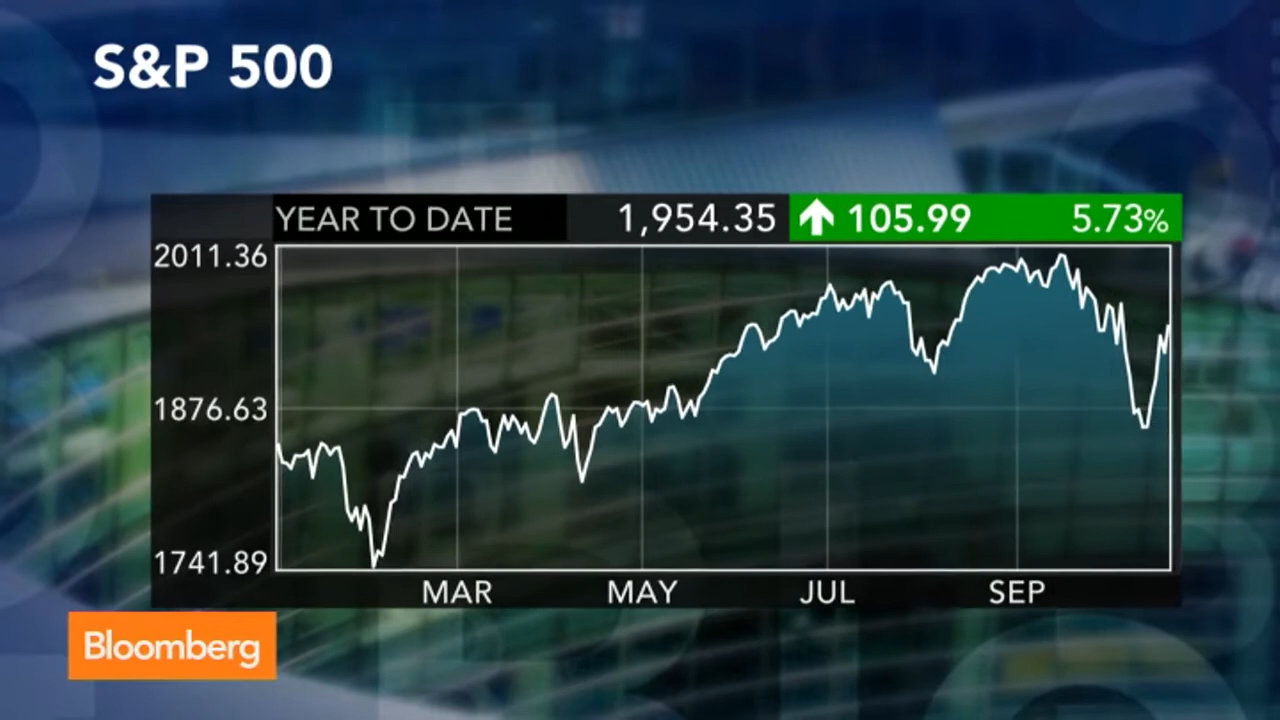 S&P 500
YEAR TO DATE 1,954.35 105.99 5.73%
2011.36
1876.63
1741.89
MAR MAY JUL SEP
Bloomberg